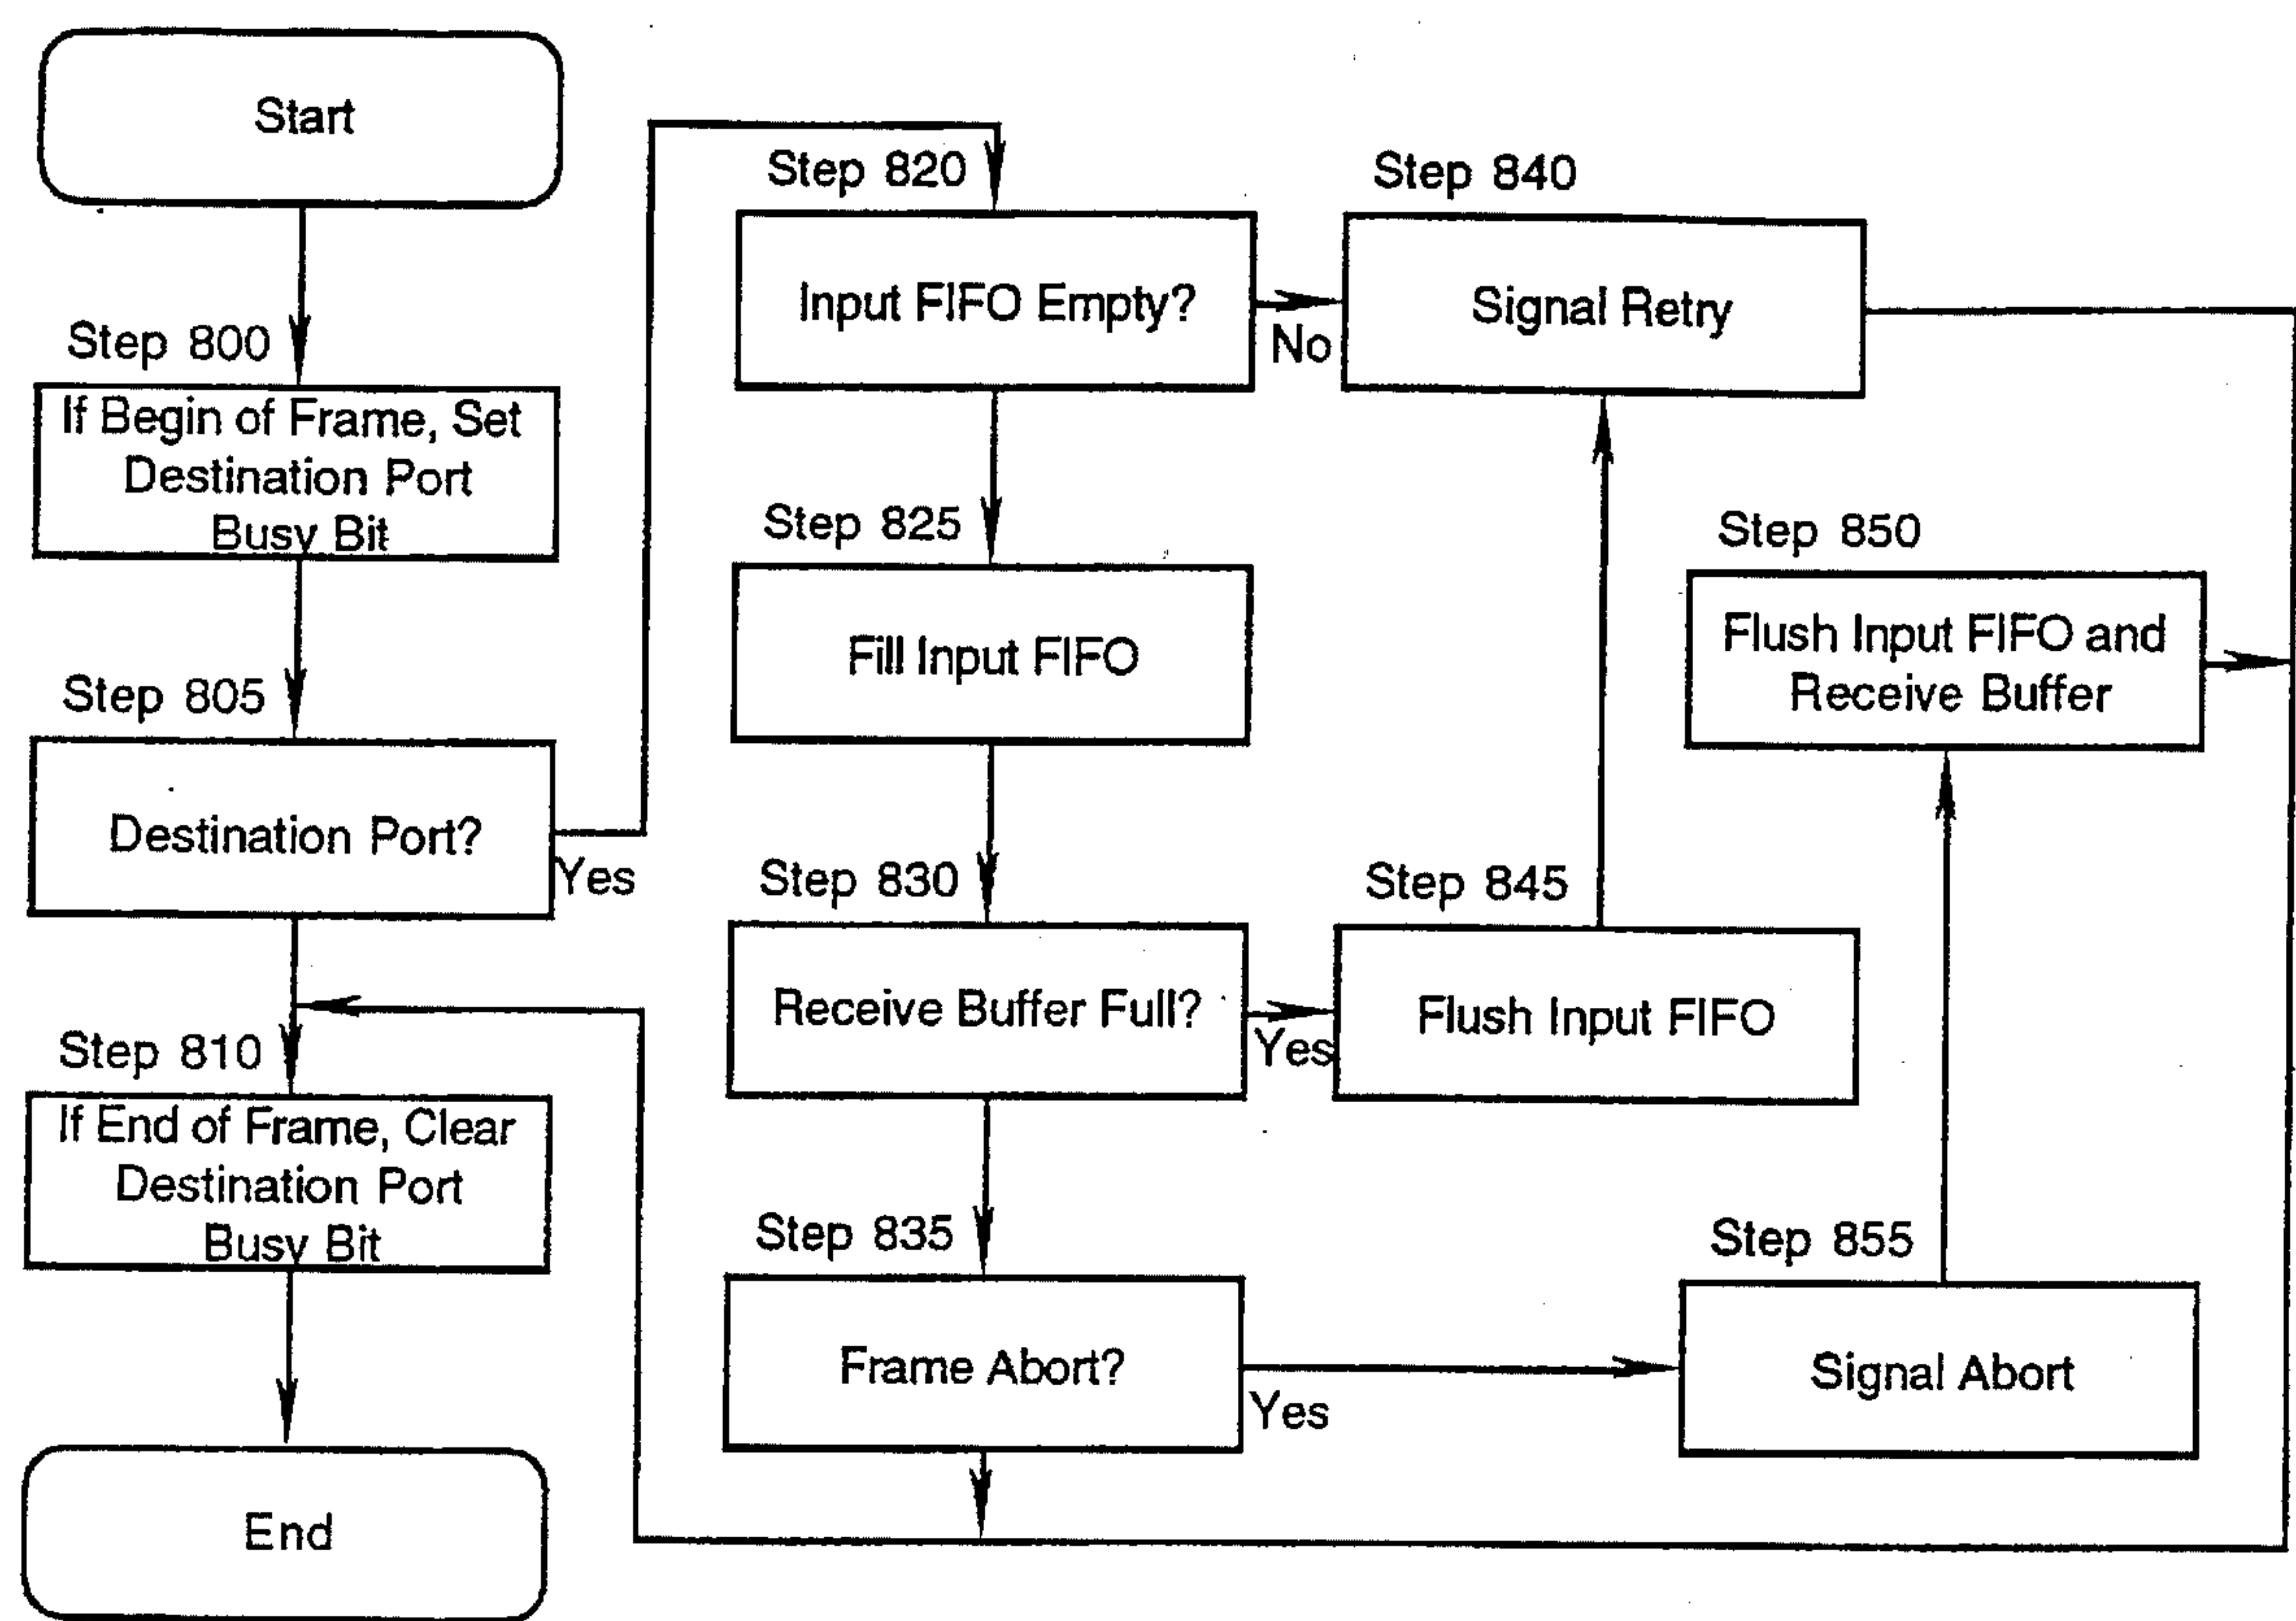 Start
Step 800
If Begin of Frame, Set
Destination Port
Busy Bit
Step 805
Destination Port?
Yes
Step 810
If End of Frame, Clear
Destination Port
Busy Bit
End
Step 820
Input FIFO Empty?
No
Step 825
Fill Input FIFO
Step 830
Receive Buffer Full?
Yes
Step 835
Frame Abort?
Yes
Step 840
Signal Retry
Step 845
Flush Input FIFO
Step 850
Flush Input FIFO and
Receive Buffer
Step 855
Signal Abort